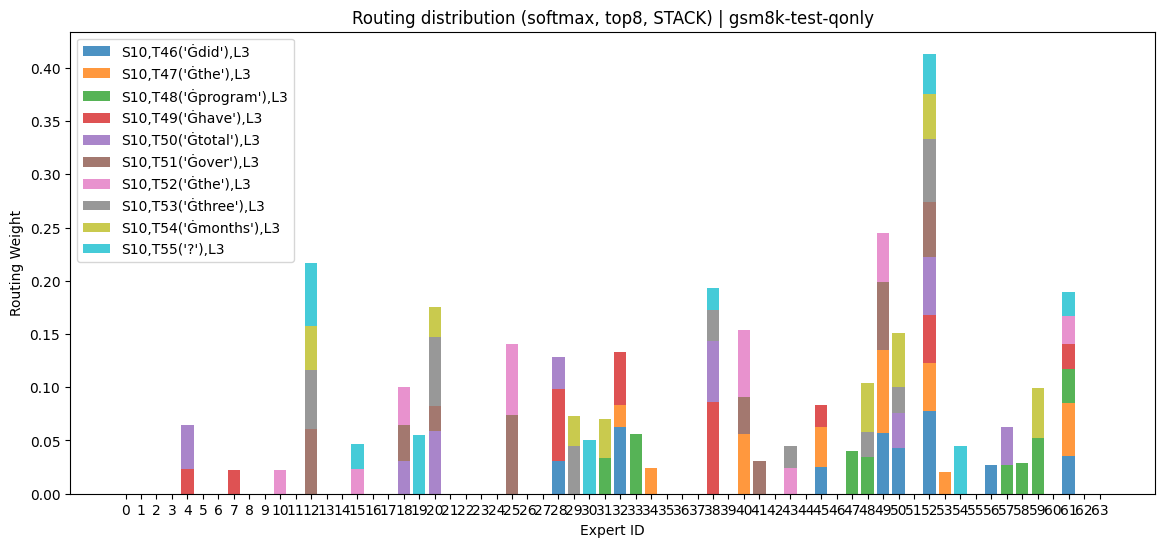 Routing distribution (softmax, top8, STACK) | gsm8k-test-qonly
S10,T46('Ġdid'),L3
S10,T47('Ġthe'),L3
S10,T48('Ġprogram'),L3
S10,T49('Ġhave'),L3
S10,T50('Ġtotal'),L3
S10,T51('Ġover'),L3
S10,T52('Ġthe'),L3
S10,T53('Ġthree'),L3
S10,T54('Ġmonths'),L3
S10,T55('?'),L3
0.40
0.35
0.30
0.25
0.20
0.15
0.10
0.05
0.00
Routing Weight
0 1 2 3 4 5 6 7 8 9 10 11 12 13 14 15 16 17 18 19 20 21 22 23 24 25 26 27 28 29 30 31 32 33 34 35 36 37 38 39 40 41 42 43 44 45 46 47 48 49 50 51 52 53 54 55 56 57 58 59 60 61 62 63
Expert ID